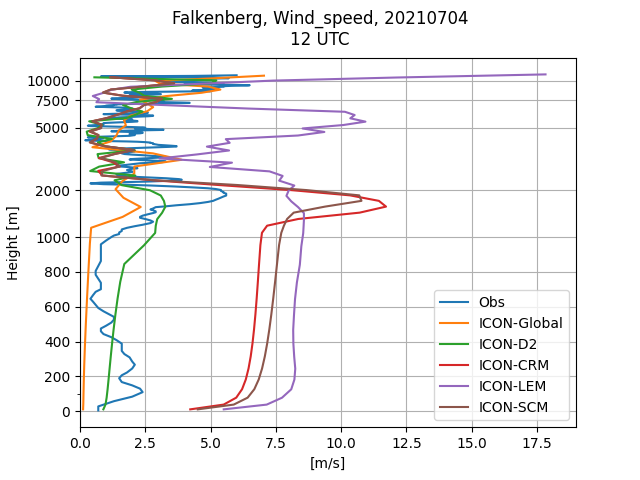 Falkenberg, Wind_speed, 20210704
12 UTC
Height [m]
10000
7500
5000
2000
1000
800
600
400
200
0
0.0 2.5 5.0 7.5 10.0 12.5 15.0 17.5
[m/s]
Obs
ICON-Global
ICON-D2
ICON-CRM
ICON-LEM
ICON-SCM